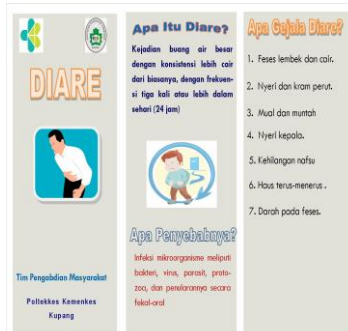 DIARE
Tim Pengabdian Masyarakat
Poltekkes Kemenkes
Kupang
Apa Itu Diare?
Kejadian buang air besar
dengan konsistensi lebih cair
dari biasanya, dengan frekuen-
si tiga kali atau lebih dalam
sehari (24 jam)
Apa Penyebabnya?
Infeksi mikroorganisme meliputi
bakteri, virus, parasit, proto-
zoa, dan penularannya secara
fekal-oral
Apa Gejala Diare?
1. Feses lembek dan cair.
2. Nyeri dan kram perut.
3. Mual dan muntah
4. Nyeri kepala.
5. Kehilangan nafsu
6. Haus terus-menerus .
7. Darah pada feses.